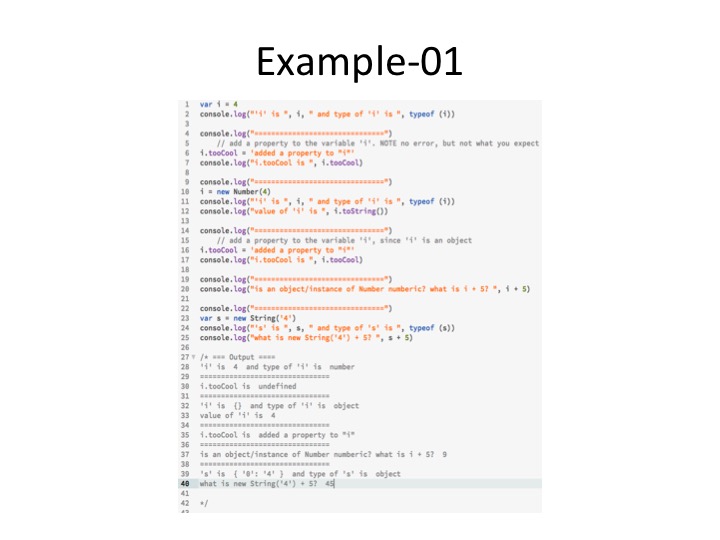 Example-01
1 var i = 4
2 console.log("'i' is ", i, " and type of 'i' is ", typeof (i))
3
4 console.log("===============================")
5 // add a property to the variable 'i'. NOTE no error, but not what you expect
6 i.tooCool = 'added a property to "i"'
7 console.log("i.tooCool is ", i.tooCool)
8
9 console.log("===============================")
10 i = new Number(4)
11 console.log("'i' is ", i, " and type of 'i' is ", typeof (i))
12 console.log("value of 'i' is ", i.toString())
13
14 console.log("===============================")
15 // add a property to the variable 'i', since 'i' is an object
16 i.tooCool = 'added a property to "i"'
17 console.log("i.tooCool is ", i.tooCool)
18
19 console.log("===============================")
20 console.log("is an object/instance of Number numberic? what is i + 5? ", i + 5)
21
22 console.log("===============================")
23 var s = new String('4')
24 console.log("'s' is ", s, " and type of 's' is ", typeof (s))
25 console.log("what is new String('4') + 5? ", s + 5)
26
27 /* === Output ====
28 'i' is  4  and type of 'i' is  number
29 ===============================
30 i.tooCool is  undefined
31 ===============================
32 'i' is  {}  and type of 'i' is  object
33 value of 'i' is  4
34 ===============================
35 i.tooCool is  added a property to "i"
36 ===============================
37 is an object/instance of Number numberic? what is i + 5?  9
38 ===============================
39 's' is  { '0': '4' }  and type of 's' is  object
40 what is new String('4') + 5?  45
41
42 */